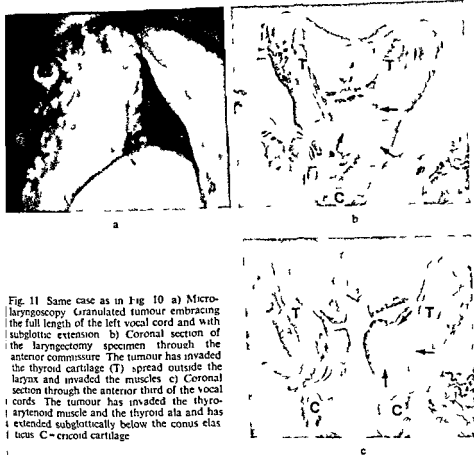 T
T
C
a
b
T
T
C
C
c
Fig. 11 Same case as in Fig 10 a) Micro-
laryngoscopy Granulated tumour embracing
the full length of the left vocal cord and with
subglottic extension b) Coronal section of
the laryngectomy specimen through the
anterior commissure The tumour has invaded
the thyroid cartilage (T) spread outside the
larynx and invaded the muscles c) Coronal
section through the anterior third of the vocal
cords The tumour has invaded the thyro-
arytenoid muscle and the thyroid ala and has
extended subglottically below the conus elas
ticus C = cricoid cartilage